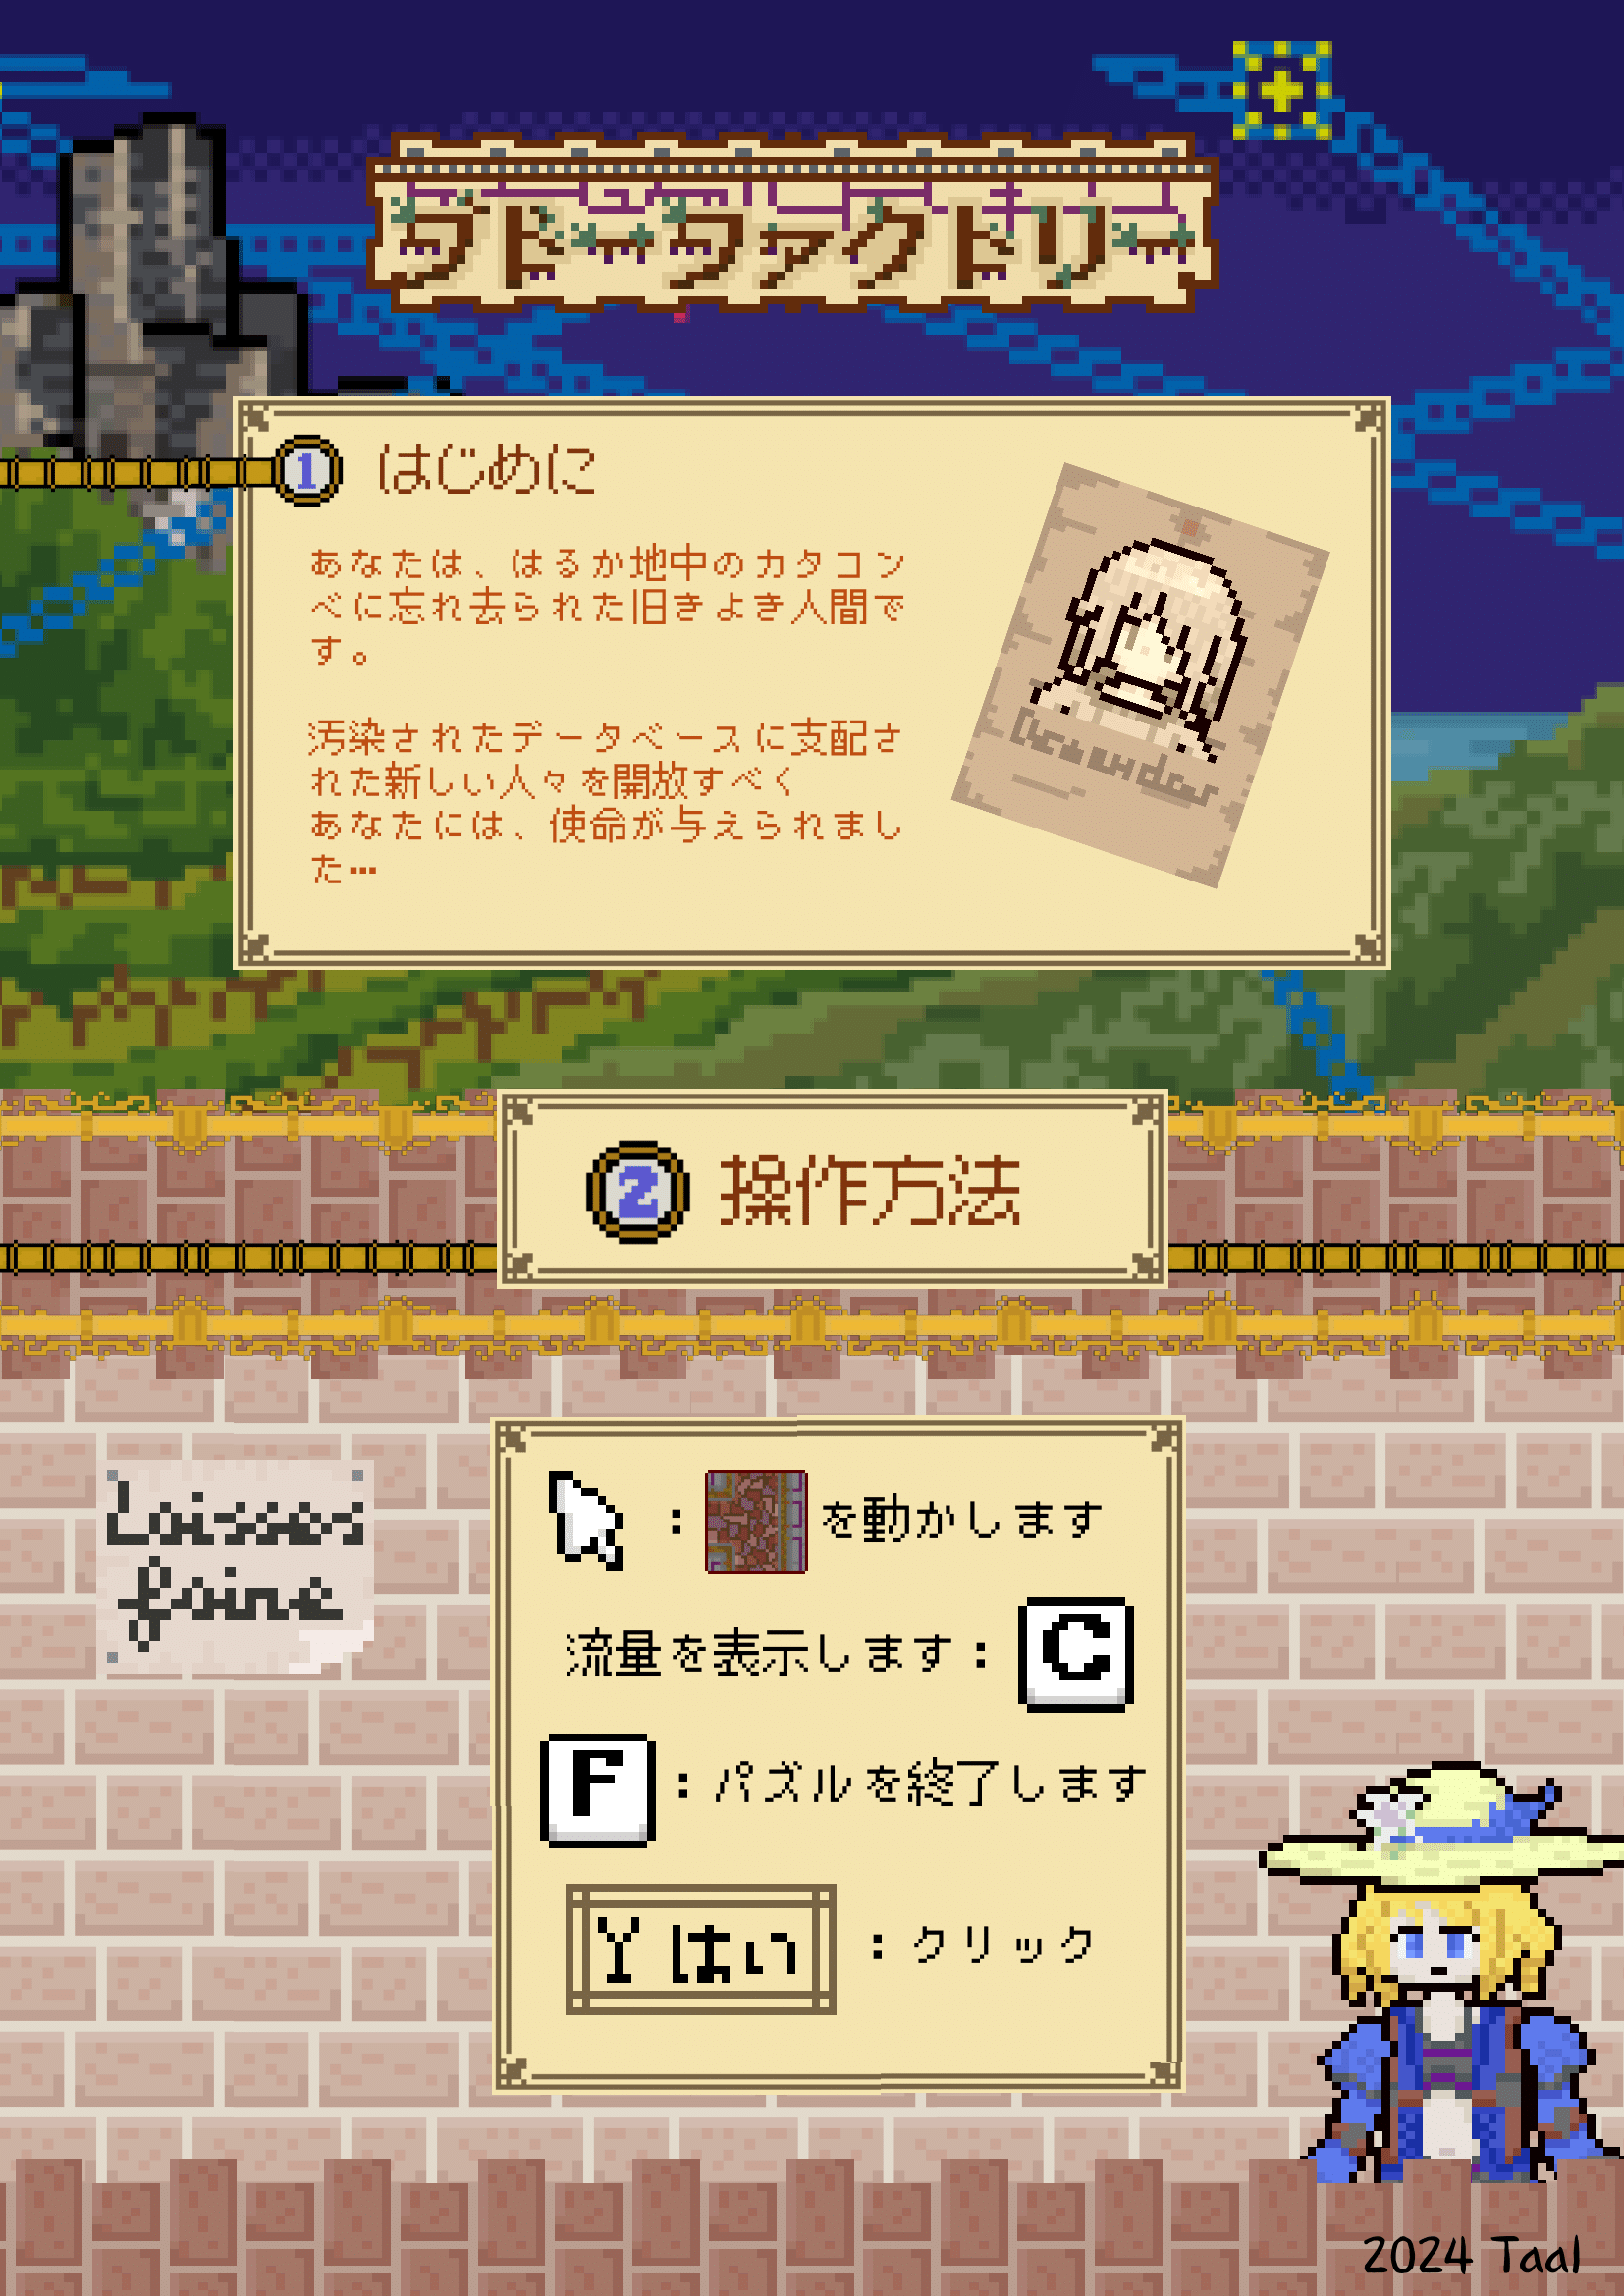 ブドーファクトリー
1 はじめに
あなたは、はるか地中のカタコン
ベに忘れ去られた旧きよき人間で
す。
汚染されたデータベースに支配さ
れた新しい人々を開放すべく
あなたには、使命が与えられまし
た…
2 操作方法
Laisses
faire
：を動かします
流量を表示します：C
F：パズルを終了します
Y はい：クリック
2024 Taal